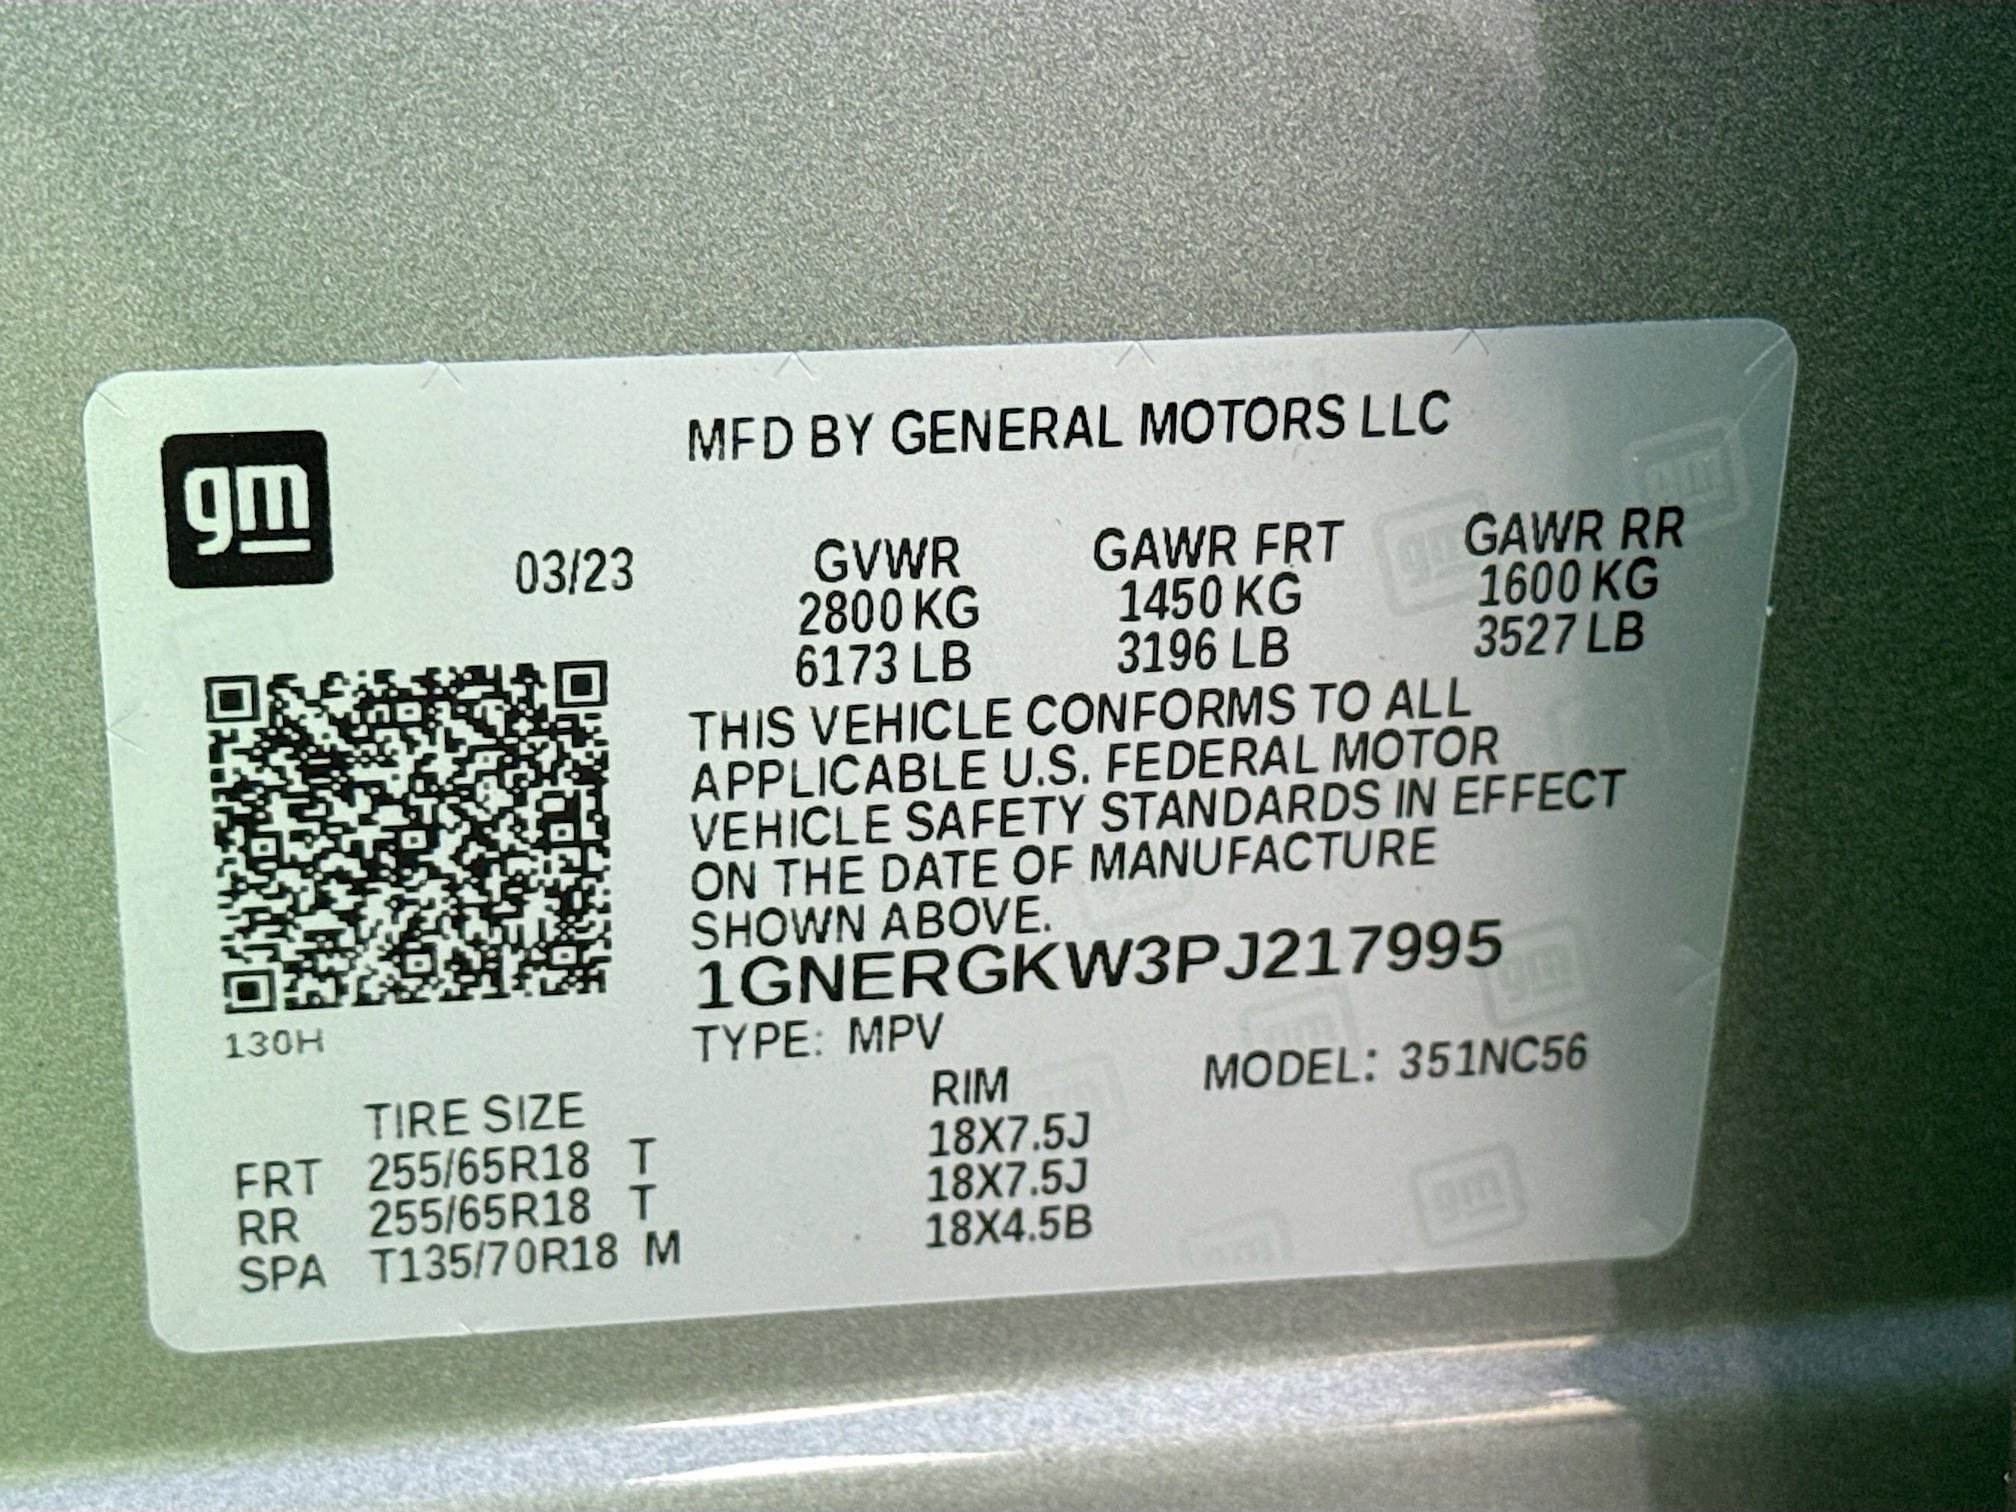 gm
MFD BY GENERAL MOTORS LLC
03/23
GVWR GAWR FRT GAWR RR
2800 KG 1450 KG 1600 KG
6173 LB 3196 LB 3527 LB
THIS VEHICLE CONFORMS TO ALL
APPLICABLE U.S. FEDERAL MOTOR
VEHICLE SAFETY STANDARDS IN EFFECT
ON THE DATE OF MANUFACTURE
SHOWN ABOVE.
1GNERGKW3PJ217995
130H
TYPE: MPV MODEL: 351NC56
TIRE SIZE RIM
FRT 255/65R18 T 18X7.5J
RR 255/65R18 T 18X7.5J
SPA T135/70R18 M 18X4.5B